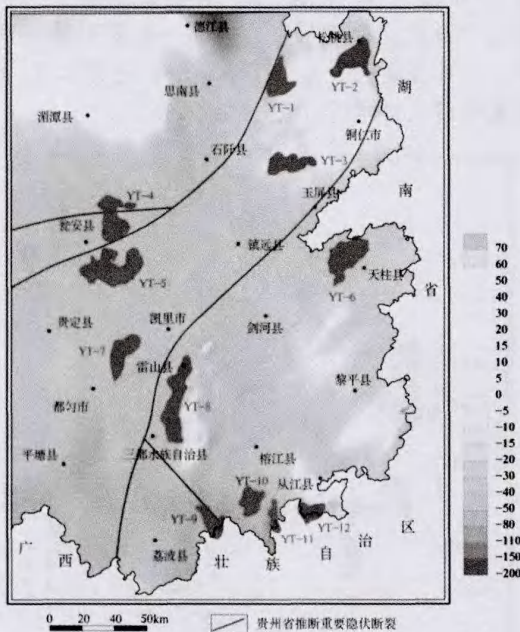 德江县
松桃县
YT-2
湖
思南县
YT-1
湄潭县
铜仁市
石阡县
YT-3
玉屏县
南
YT-4
瓮安县
镇远县
天柱县
省
YT-5
YT-6
贵定县
凯里市
剑河县
YT-7
雷山县
黎平县
都匀市
YT-8
三都水族自治县
榕江县
平塘县
YT-10
从江县
YT-9
YT-12
YT-11
广
西
荔波县
壮
族
自
治
区
70
60
50
40
30
20
15
10
5
0
-5
-10
-15
-20
-30
-40
-50
-80
-110
-150
-200
0 20 40 50km
贵州省推断重要隐伏断裂